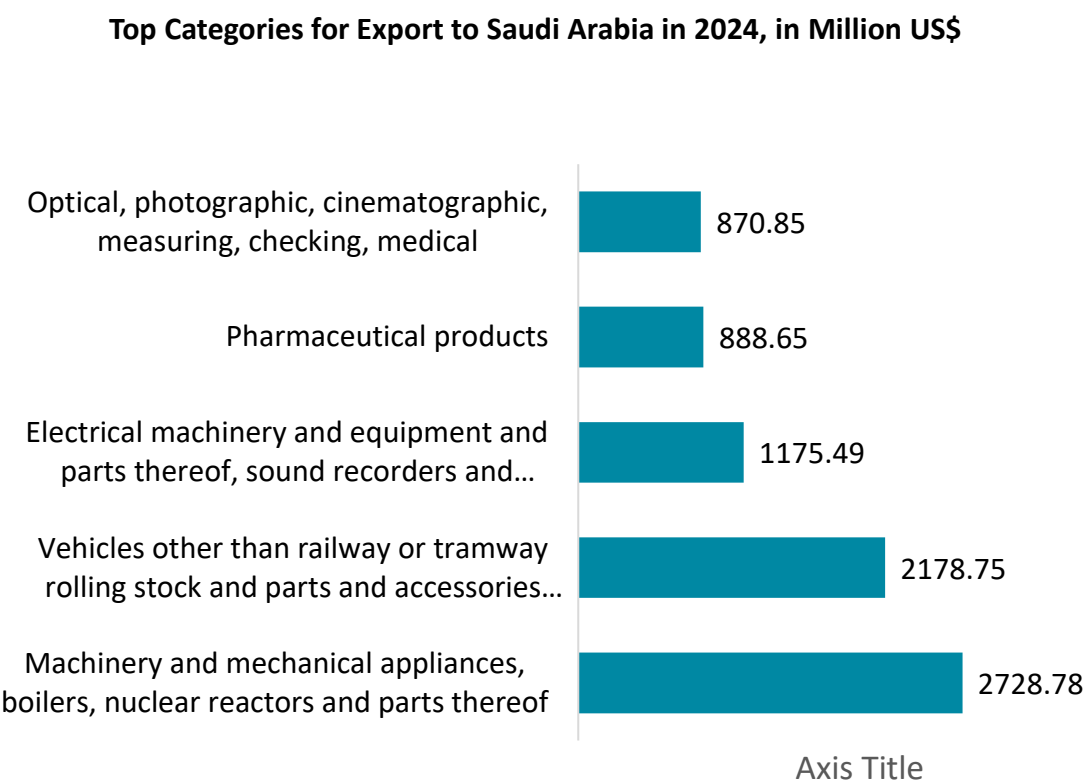 Top Categories for Export to Saudi Arabia in 2024, in Million US$
Optical, photographic, cinematographic,
measuring, checking, medical
870.85
Pharmaceutical products
888.65
Electrical machinery and equipment and
parts thereof, sound recorders and…
1175.49
Vehicles other than railway or tramway
rolling stock and parts and accessories…
2178.75
Machinery and mechanical appliances,
boilers, nuclear reactors and parts thereof
2728.78
Axis Title